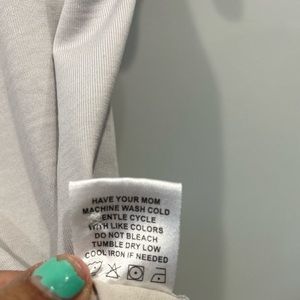 HAVE YOUR MOM
MACHINE WASH COLD
GENTLE CYCLE
WITH LIKE COLORS
DO NOT BLEACH
TUMBLE DRY LOW
COOL IRON IF NEEDED